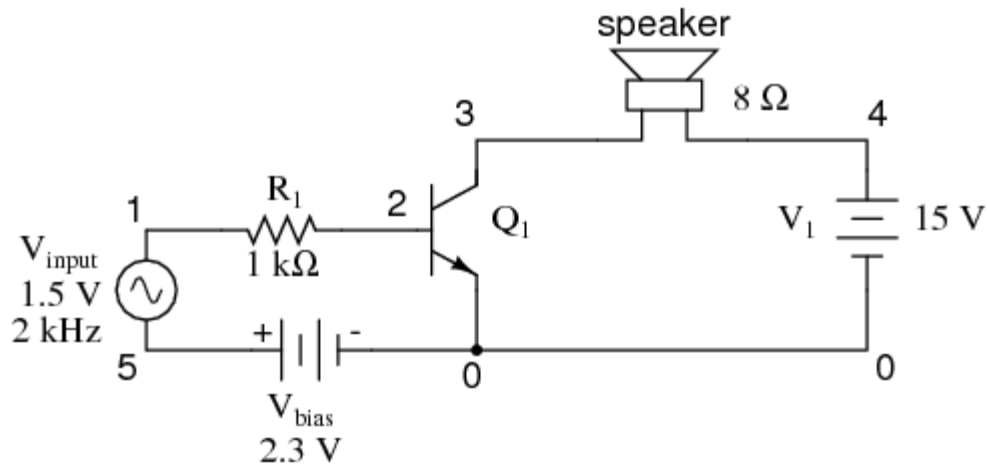 speaker
8 Ω
3
4
R1
1
2
Q1
V1
15 V
1 kΩ
Vinput
1.5 V
2 kHz
+
-
5
0
0
Vbias
2.3 V